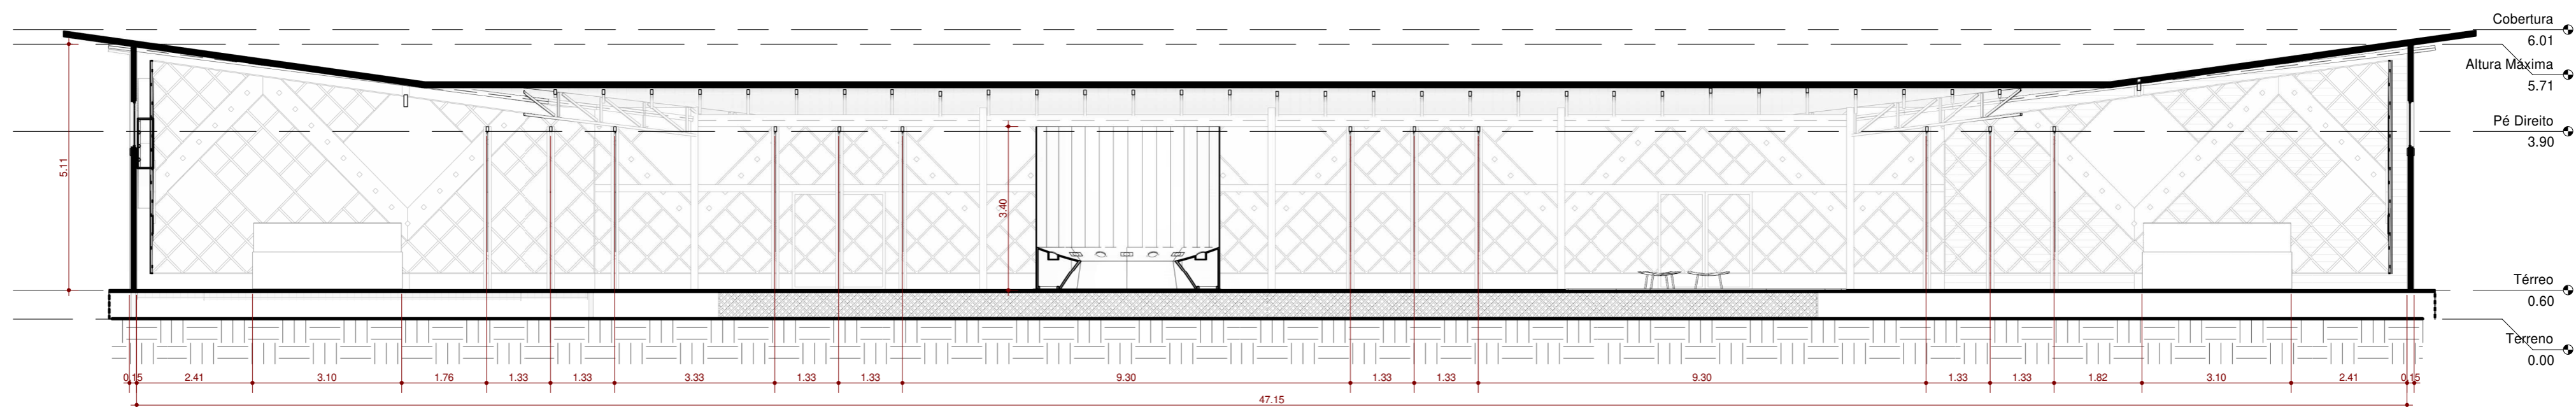 Cobertura
6.01
Altura Máxima
5.71
Pé Direito
3.90
5.11
3.40
Térreo
0.60
Terreno
0.00
0.15 2.41 3.10 1.76 1.33 1.33 3.33 1.33 1.33 9.30 1.33 1.33 9.30 1.33 1.33 1.82 3.10 2.41 0.15
47.15